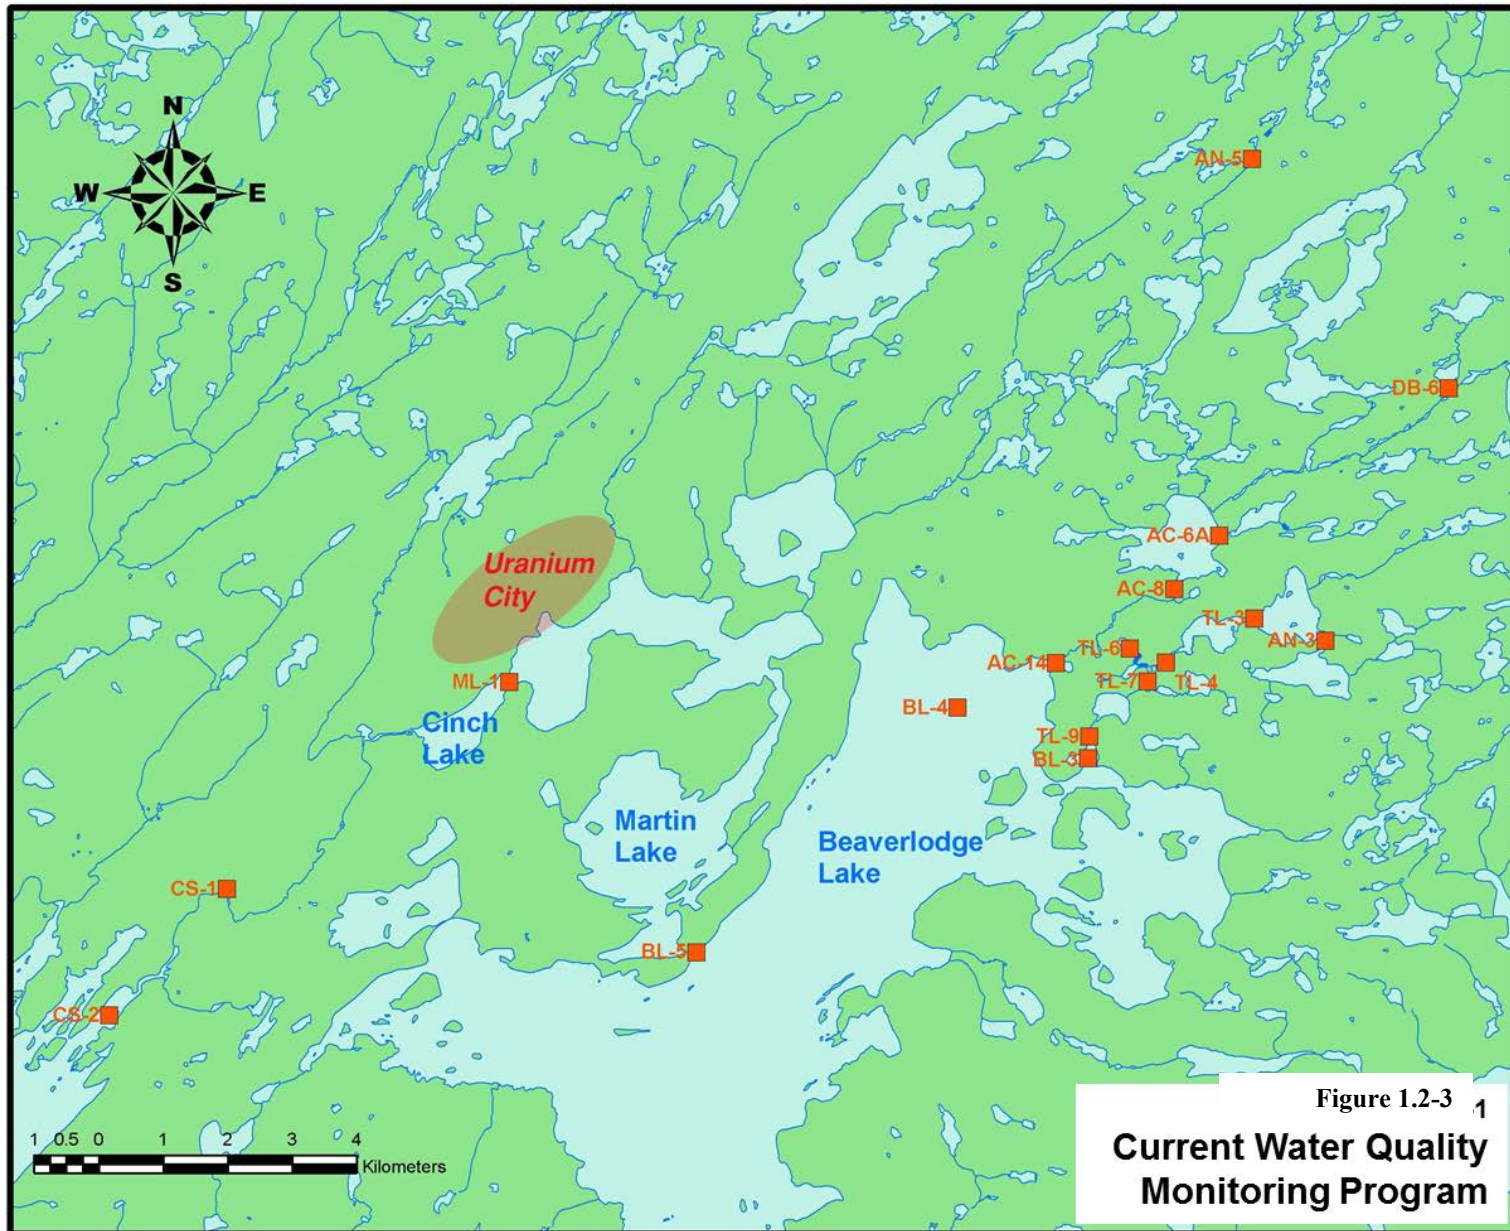 N
W E
S
AN-5
DB-6
AC-6A
Uranium
City
AC-8
TL-3
AN-3
TL-6
AC-14
ML-1
TL-7
TL-4
BL-4
Cinch
Lake
TL-9
BL-3
Martin
Lake
Beaverlodge
Lake
CS-1
BL-5
CS-2
Figure 1.2-3
-1
1 0.5 0 1 2 3 4
Kilometers
Current Water Quality
Monitoring Program